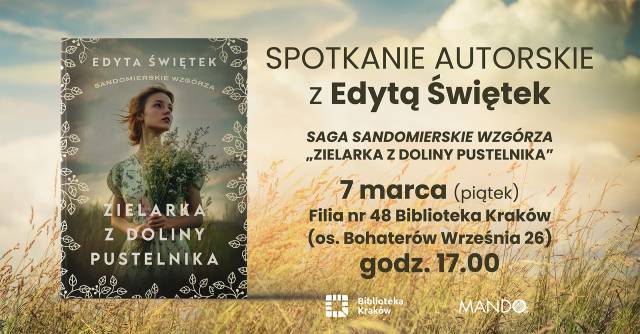 EDYTA ŚWIĘTEK
SANDOMIERSKIE WZGÓRZA
ZIELARKA
Z DOLINY
PUSTELNIKA
SPOTKANIE AUTORSKIE
z Edytą Świętek
SAGA SANDOMIERSKIE WZGÓRZA
„ZIELARKA Z DOLINY PUSTELNIKA”
7 marca (piątek)
Filia nr 48 Biblioteka Kraków
(os. Bohaterów Września 26)
godz. 17.00
Biblioteka
Kraków
MANDO